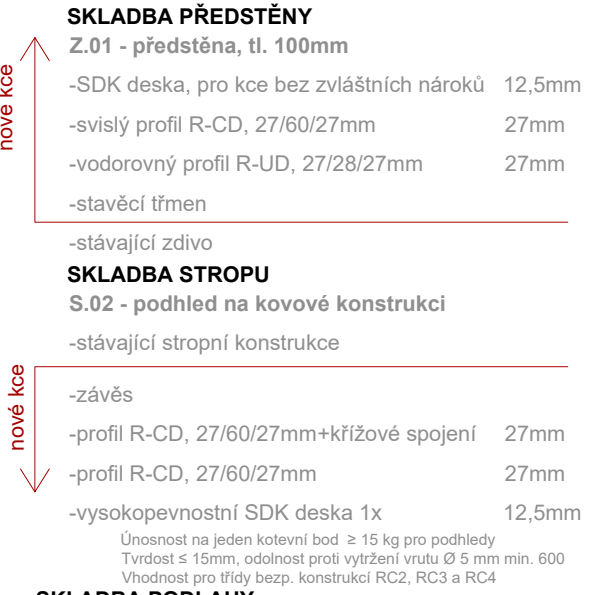 SKLADBA PŘEDSTĚNY
Z.01 - předstěna, tl. 100mm
-SDK deska, pro kce bez zvláštních nároků 12,5mm
-svislý profil R-CD, 27/60/27mm 27mm
-vodorovný profil R-UD, 27/28/27mm 27mm
-stavěcí třmen
nové kce
-stávající zdivo
SKLADBA STROPU
S.02 - podhled na kovové konstrukci
-stávající stropní konstrukce
nové kce
-závěs
-profil R-CD, 27/60/27mm+křížové spojení 27mm
-profil R-CD, 27/60/27mm 27mm
-vysokopevnostní SDK deska 1x 12,5mm
Únosnost na jeden kotevní bod ≥ 15 kg pro podhledy
Tvrdost ≤ 15mm, odolnost proti vytržení vrutu Ø 5 mm min. 600
Vhodnost pro třídy bezp. konstrukcí RC2, RC3 a RC4
SKLADBA PODLAHY